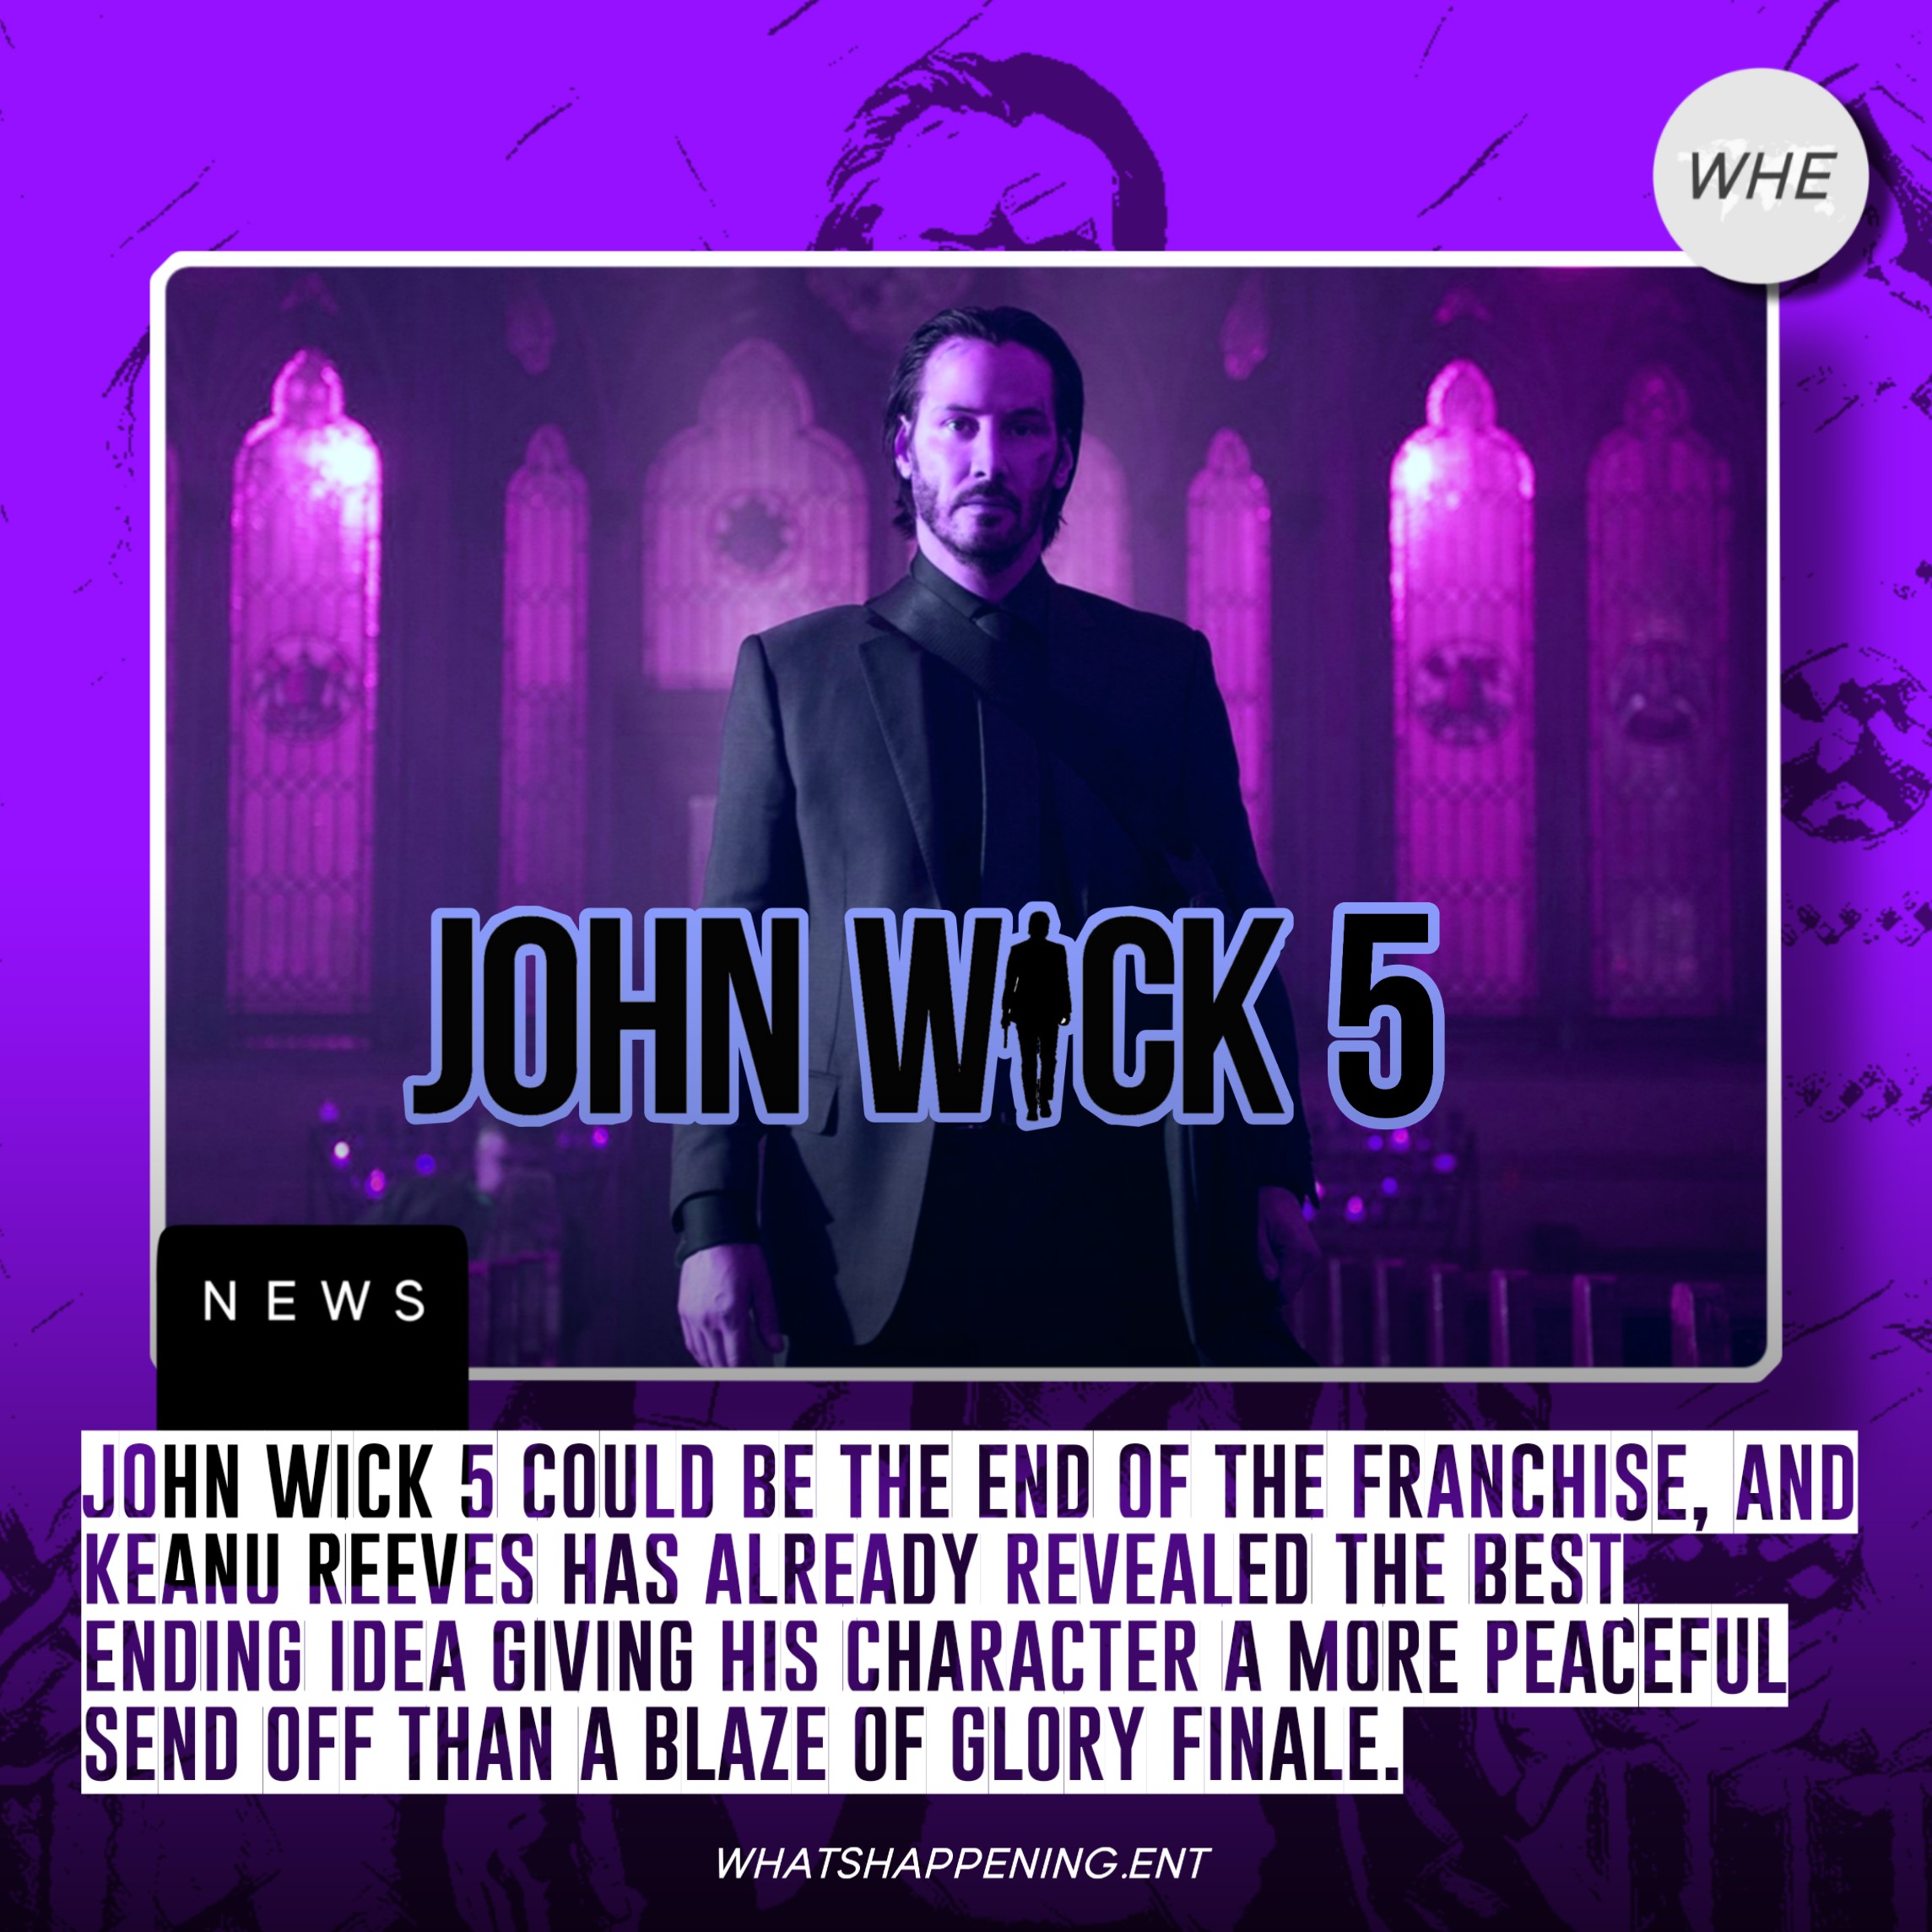 WHE
JOHN WICK 5
NEWS
JOHN WICK 5 COULD BE THE END OF THE FRANCHISE, AND
KEANU REEVES HAS ALREADY REVEALED THE BEST
ENDING IDEA GIVING HIS CHARACTER A MORE PEACEFUL
SEND OFF THAN A BLAZE OF GLORY FINALE.
WHATSHAPPENING.ENT